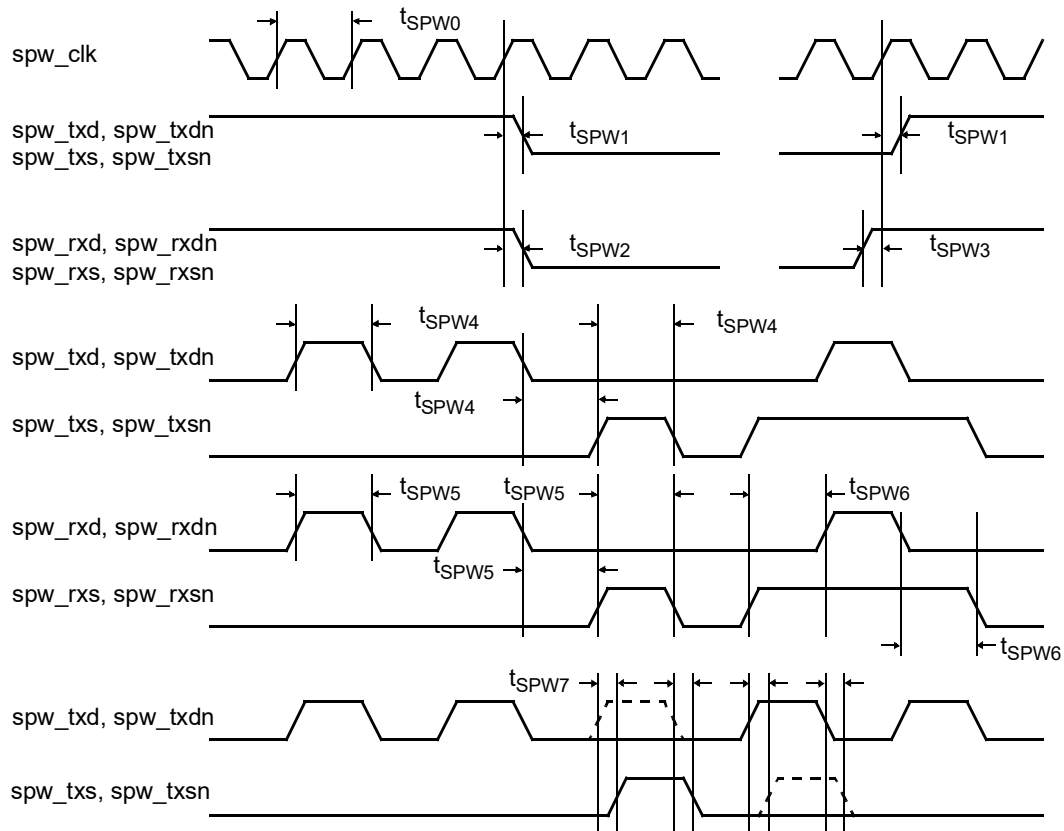 tSPW0
spw_clk
spw_txd, spw_txdn
spw_txs, spw_txsn
tSPW1
tSPW1
spw_rxd, spw_rxdn
spw_rxs, spw_rxsn
tSPW2
tSPW3
tSPW4
tSPW4
spw_txd, spw_txdn
tSPW4
spw_txs, spw_txsn
tSPW5
tSPW5
tSPW6
spw_rxd, spw_rxdn
tSPW5
spw_rxs, spw_rxsn
tSPW6
tSPW7
spw_txd, spw_txdn
spw_txs, spw_txsn